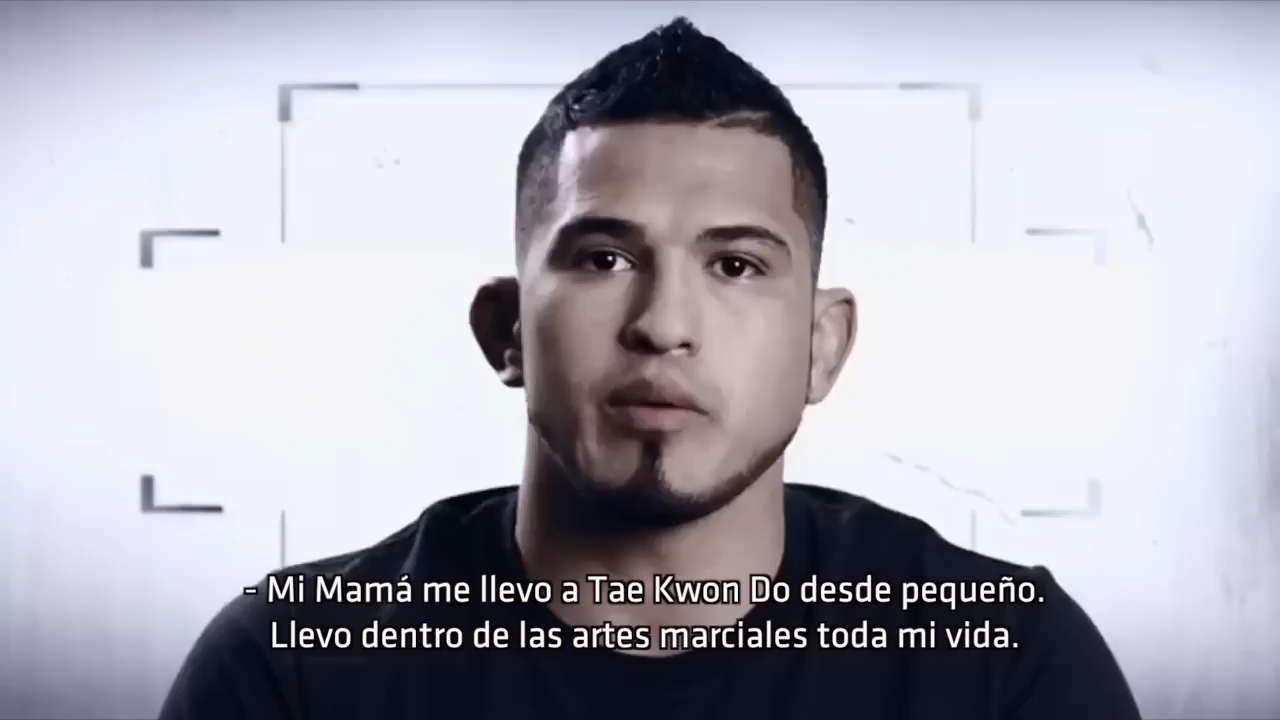 - Mi Mamá me llevo a Tae Kwon Do desde pequeño.
Llevo dentro de las artes marciales toda mi vida.